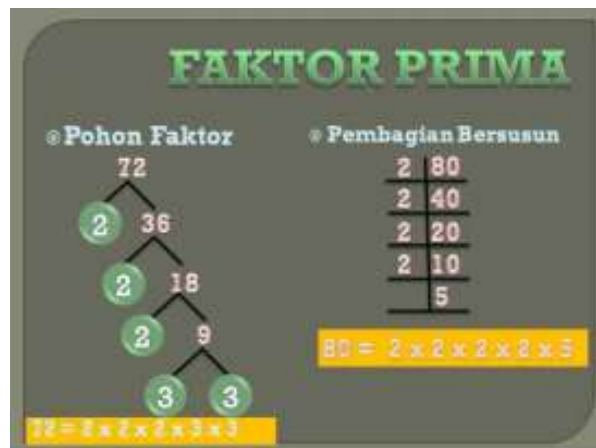 FAKTOR PRIMA
Pohon Faktor
72
2 36
2 18
2 9
3 3
72 = 2 x 2 x 2 x 3 x 3
Pembagian Bersusun
2 80
2 40
2 20
2 10
5
80 = 2 x 2 x 2 x 2 x 5